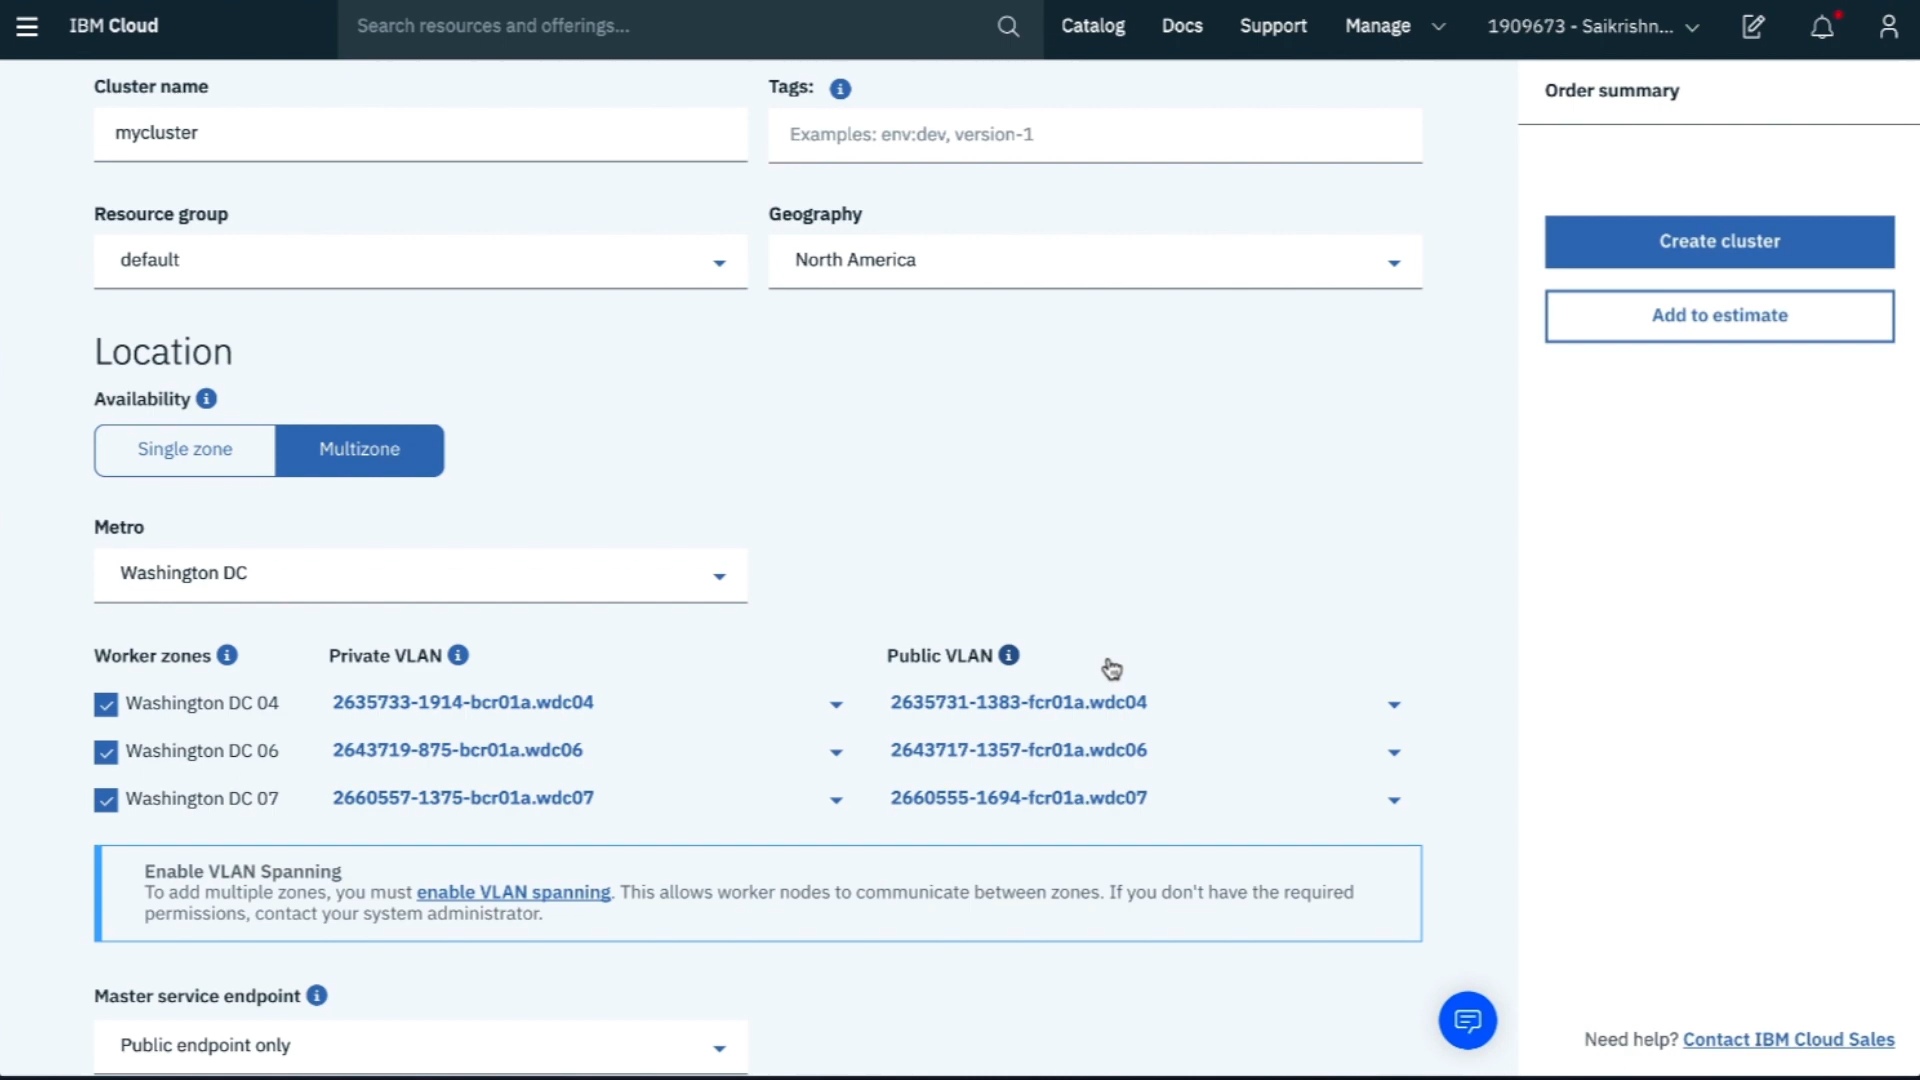 IBM Cloud
Search resources and offerings...
Catalog
Docs
Support
Manage
1909673 - Saikrishn...
Cluster name
Tags:
mycluster
Examples: env:dev, version-1
Resource group
Geography
default
North America
Location
Availability
Single zone
Multizone
Metro
Washington DC
Worker zones
Private VLAN
Public VLAN
Washington DC 04
2635733-1914-bcr01a.wdc04
2635731-1383-fcr01a.wdc04
Washington DC 06
2643719-875-bcr01a.wdc06
2643717-1357-fcr01a.wdc06
Washington DC 07
2660557-1375-bcr01a.wdc07
2660555-1694-fcr01a.wdc07
Enable VLAN Spanning
To add multiple zones, you must enable VLAN spanning. This allows worker nodes to communicate between zones. If you don't have the required
permissions, contact your system administrator.
Master service endpoint
Public endpoint only
Order summary
Create cluster
Add to estimate
Need help? Contact IBM Cloud Sales